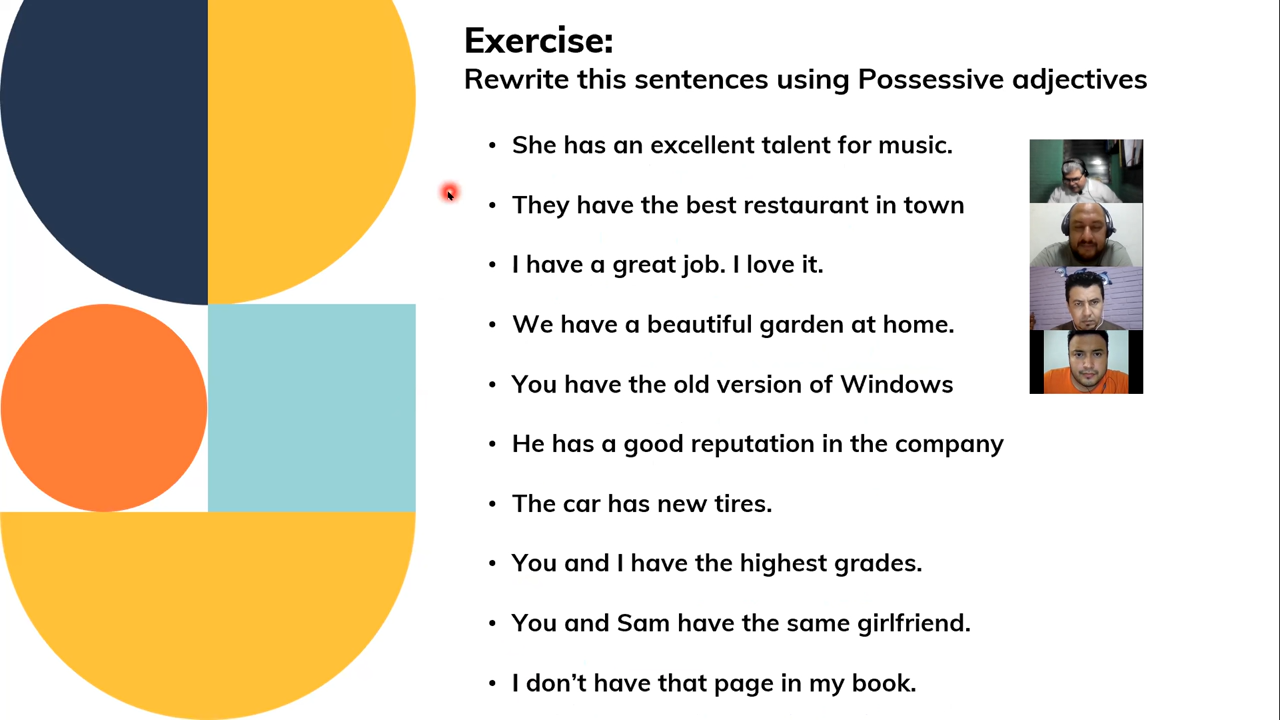 Exercise:
Rewrite this sentences using Possessive adjectives
• She has an excellent talent for music.
• They have the best restaurant in town
• I have a great job. I love it.
• We have a beautiful garden at home.
• You have the old version of Windows
• He has a good reputation in the company
• The car has new tires.
• You and I have the highest grades.
• You and Sam have the same girlfriend.
• I don’t have that page in my book.